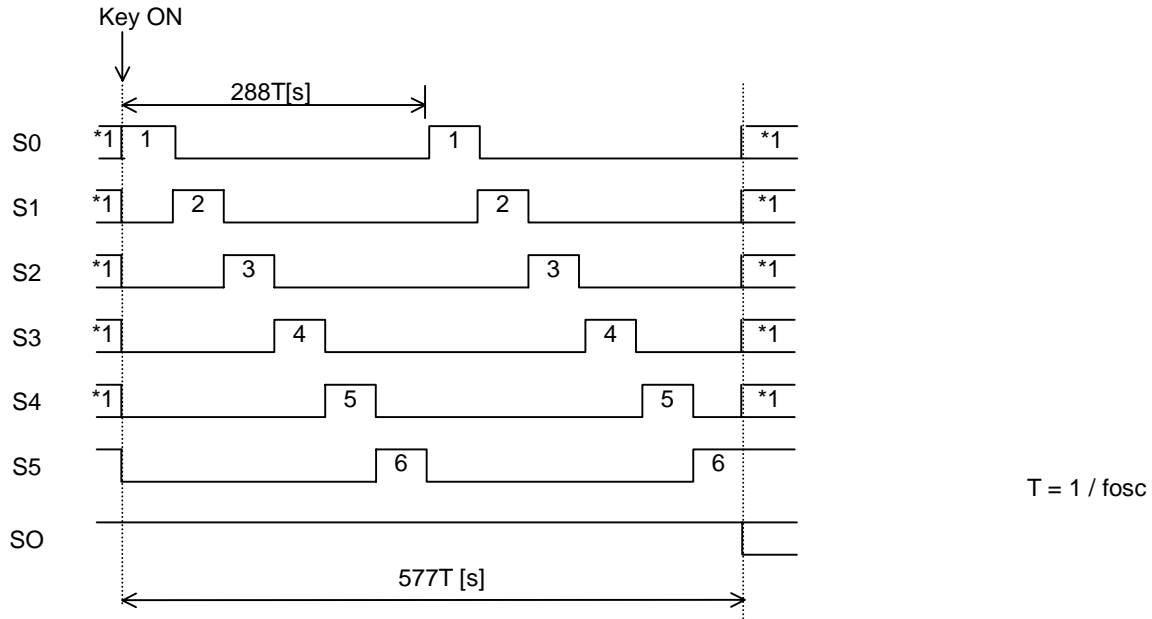 Key ON
288T[s]
S0 *1 1 1 *1
S1 *1 2 2 *1
S2 *1 3 3 *1
S3 *1 4 4 *1
S4 *1 5 5 *1
S5 6 6
T = 1 / fosc
SO
577T [s]